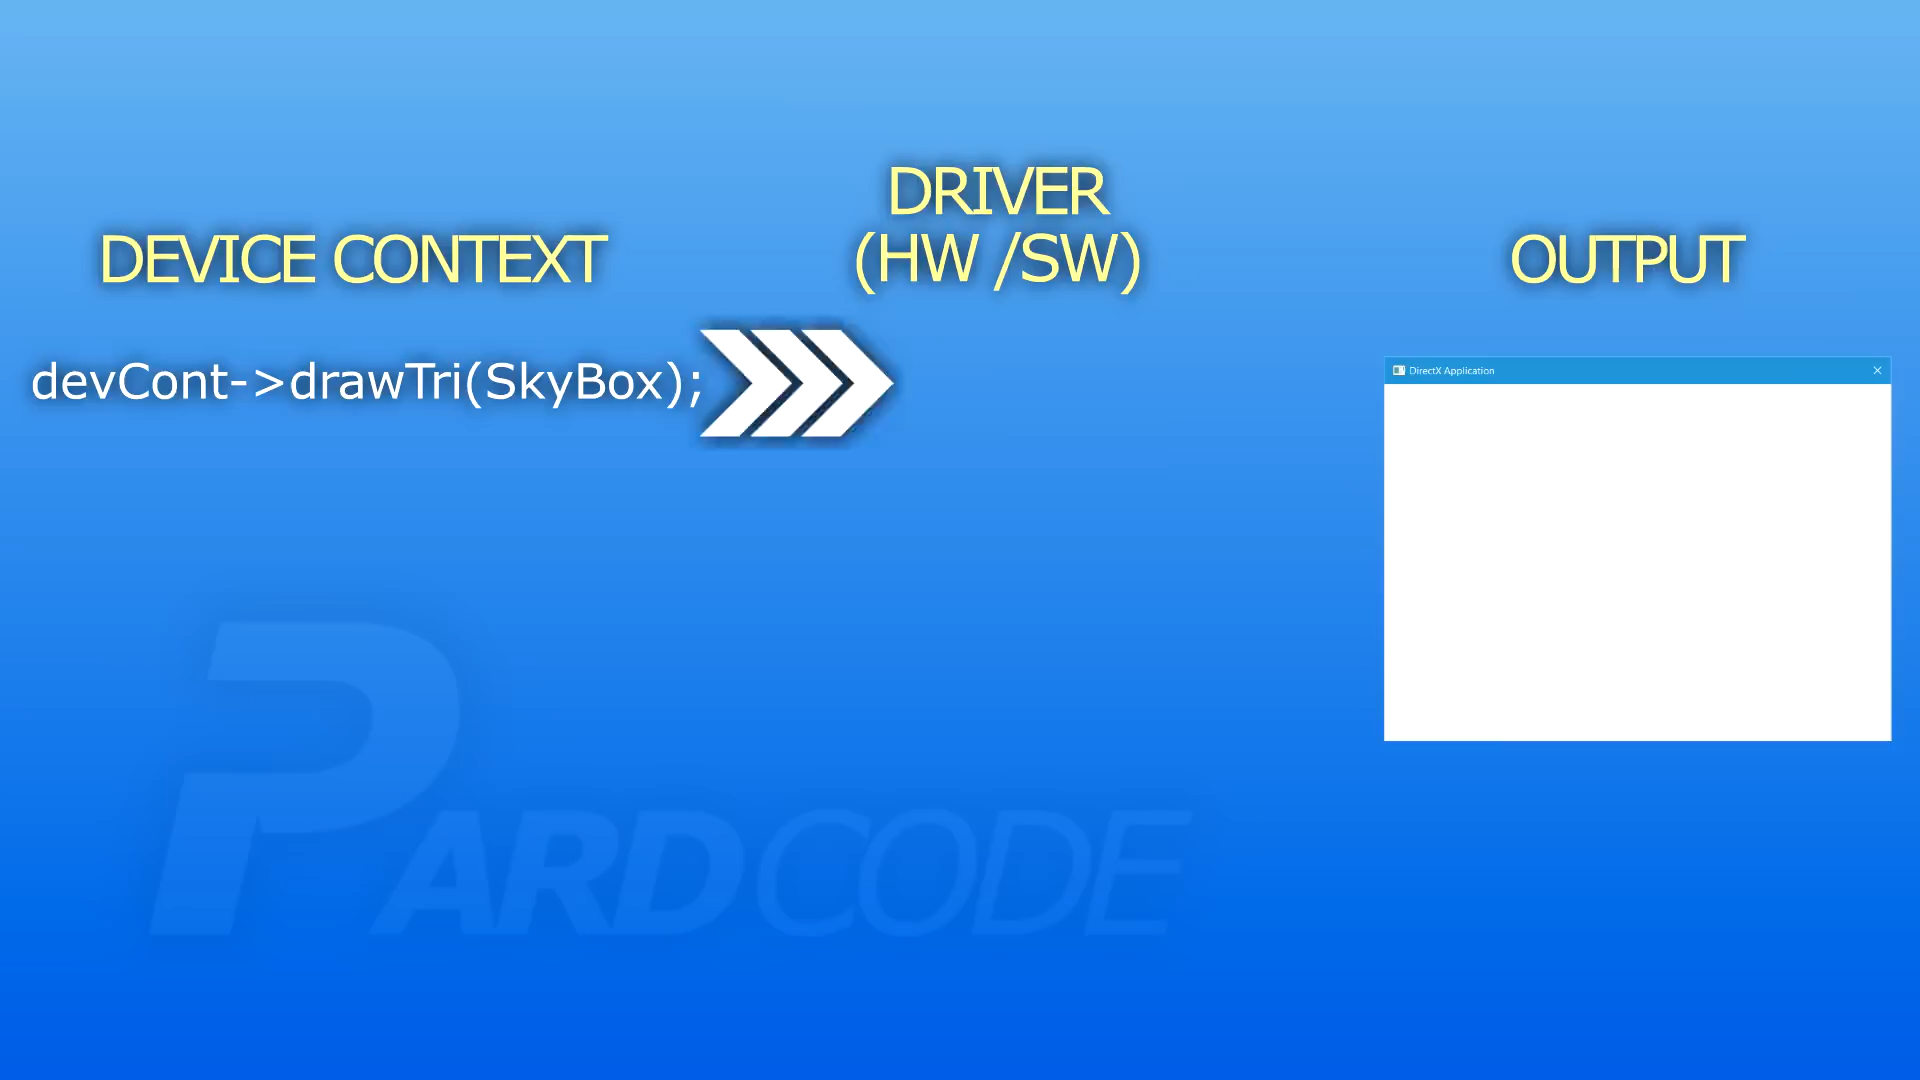 DRIVER
DEVICE CONTEXT
(HW /SW)
OUTPUT
devCont->drawTri(SkyBox);
DirectX Application
PARDCODE